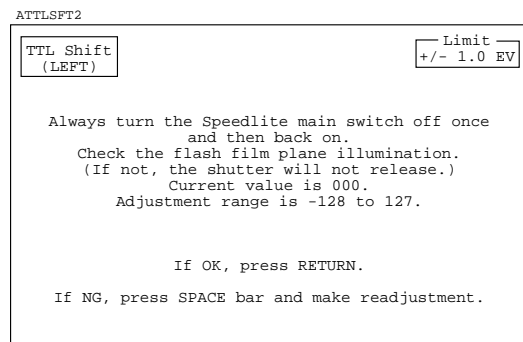 ATTLSFT2
TTL Shift
(LEFT)
Limit
+/- 1.0 EV
Always turn the Speedlite main switch off once
and then back on.
Check the flash film plane illumination.
(If not, the shutter will not release.)
Current value is 000.
Adjustment range is -128 to 127.
If OK, press RETURN.
If NG, press SPACE bar and make readjustment.